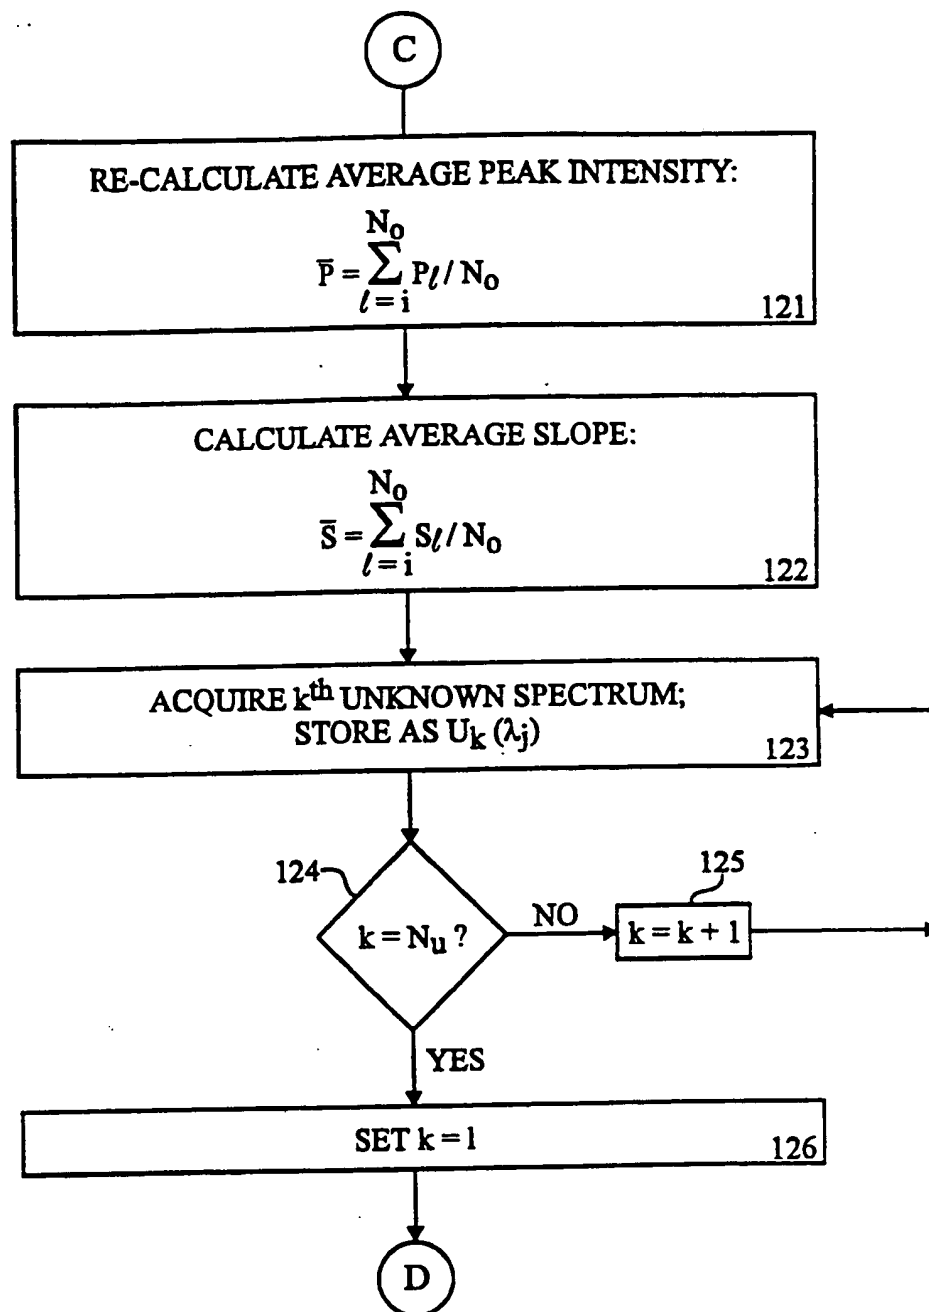 C
RE-CALCULATE AVERAGE PEAK INTENSITY:
N₀
P̄ = ∑ Pℓ / N₀
ℓ = i
121
CALCULATE AVERAGE SLOPE:
N₀
S̄ = ∑ Sℓ / N₀
ℓ = i
122
ACQUIRE kᵗʰ UNKNOWN SPECTRUM;
STORE AS Uₖ (λⱼ)
123
124
k = Nᵤ ?
NO
125
k = k + 1
YES
SET k = 1
126
D